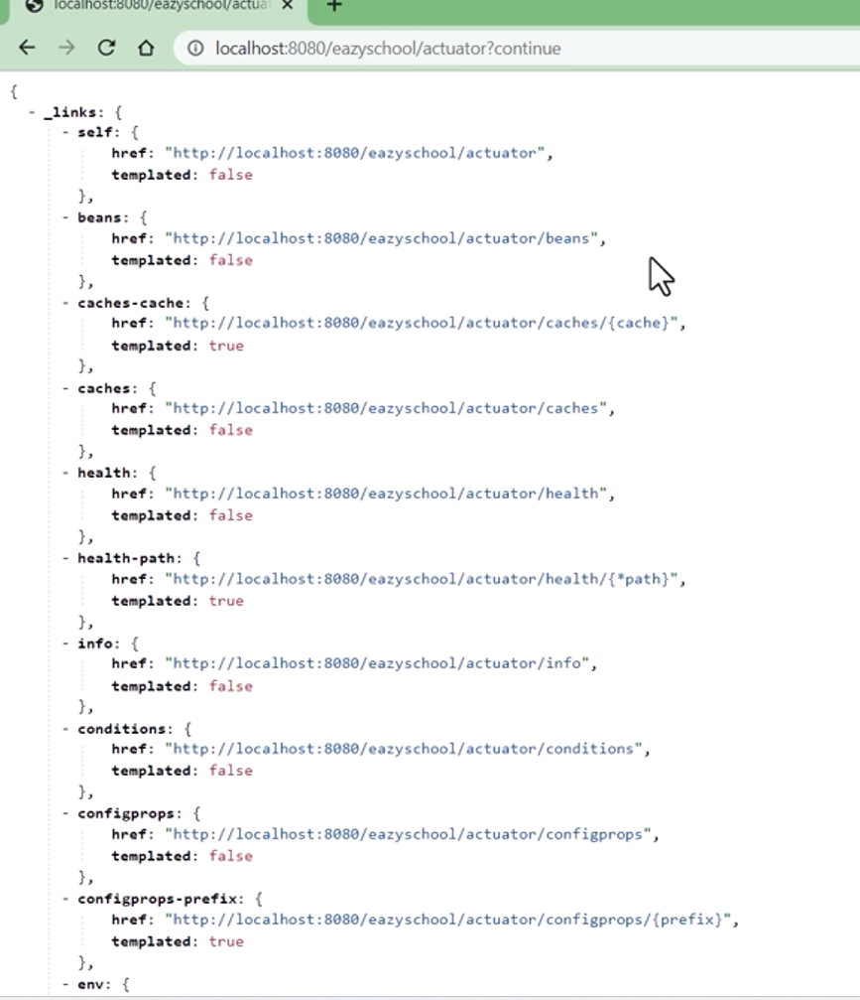 localhost:8080/eazyschool/actua
localhost:8080/eazyschool/actuator?continue
{
- _links: {
- self: {
href: "http://localhost:8080/eazyschool/actuator",
templated: false
},
- beans: {
href: "http://localhost:8080/eazyschool/actuator/beans",
templated: false
},
- caches-cache: {
href: "http://localhost:8080/eazyschool/actuator/caches/{cache}",
templated: true
},
- caches: {
href: "http://localhost:8080/eazyschool/actuator/caches",
templated: false
},
- health: {
href: "http://localhost:8080/eazyschool/actuator/health",
templated: false
},
- health-path: {
href: "http://localhost:8080/eazyschool/actuator/health/{*path}",
templated: true
},
- info: {
href: "http://localhost:8080/eazyschool/actuator/info",
templated: false
},
- conditions: {
href: "http://localhost:8080/eazyschool/actuator/conditions",
templated: false
},
- configprops: {
href: "http://localhost:8080/eazyschool/actuator/configprops",
templated: false
},
- configprops-prefix: {
href: "http://localhost:8080/eazyschool/actuator/configprops/{prefix}",
templated: true
},
- env: {